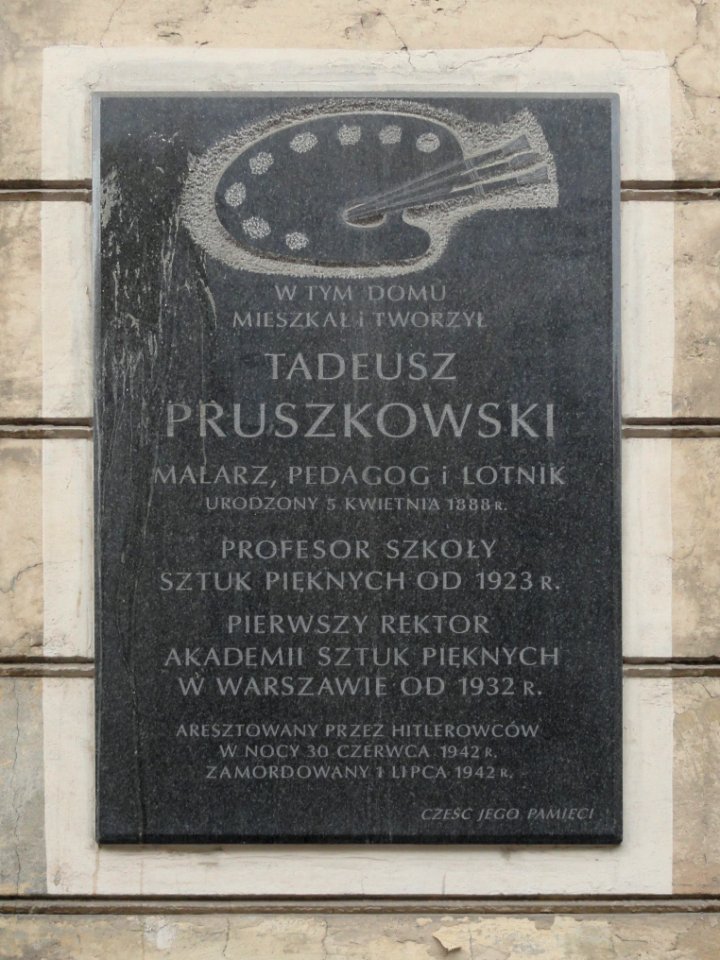 W TYM DOMU
MIESZKAŁ i TWORZYŁ
TADEUSZ
PRUSZKOWSKI
MALARZ, PEDAGOG i LOTNIK
URODZONY 5 KWIETNIA 1888 R.
PROFESOR SZKOŁY
SZTUK PIĘKNYCH OD 1923 R.
PIERWSZY REKTOR
AKADEMII SZTUK PIĘKNYCH
W WARSZAWIE OD 1932 R.
ARESZTOWANY PRZEZ HITLEROWCÓW
W NOCY 30 CZERWCA 1942 R.
ZAMORDOWANY 1 LIPCA 1942 R.
CZEŚĆ JEGO PAMIĘCI